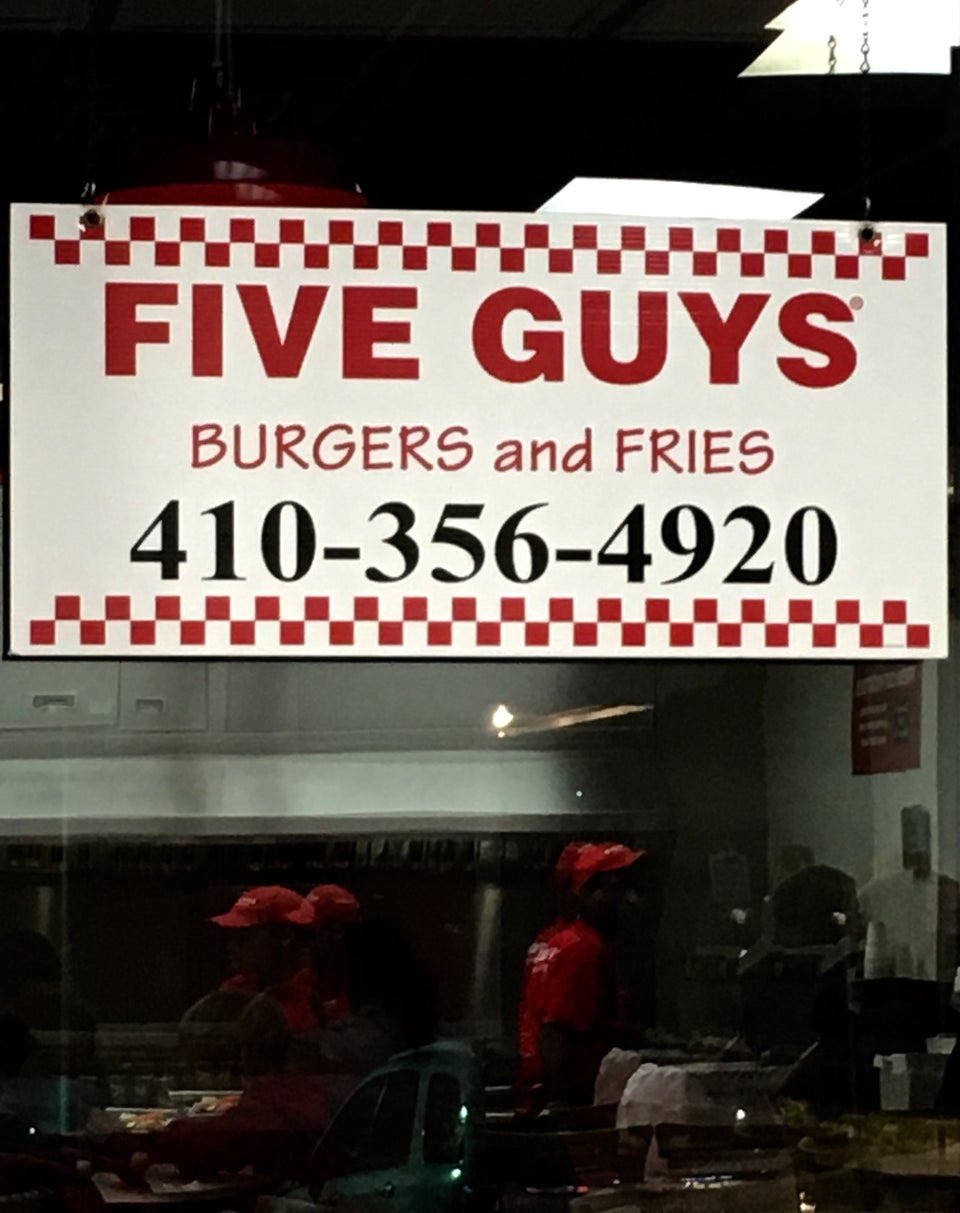 FIVE GUYS®
BURGERS and FRIES
410-356-4920